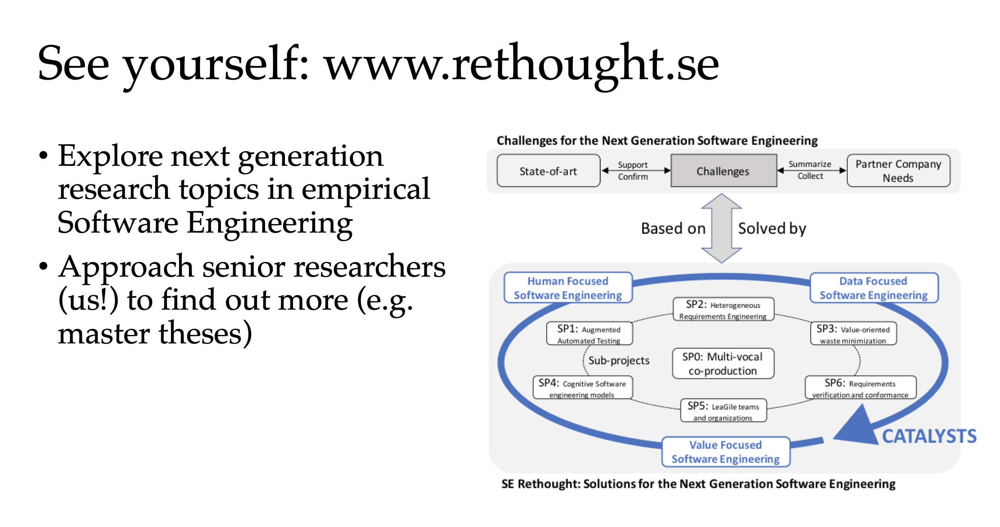 See yourself: www.rethought.se
• Explore next generation
research topics in empirical
Software Engineering
• Approach senior researchers
(us!) to find out more (e.g.
master theses)
Challenges for the Next Generation Software Engineering
State-of-art
Support
Confirm
Challenges
Summarize
Collect
Partner Company
Needs
Based on
Solved by
Human Focused
Software Engineering
Data Focused
Software Engineering
SP2: Heterogeneous
Requirements Engineering
SP1: Augmented
Automated Testing
SP3: Value-oriented
waste minimization
Sub-projects
SP0: Multi-vocal
co-production
SP4: Cognitive Software
engineering models
SP6: Requirements
verification and conformance
SP5: LeaGile teams
and organizations
CATALYSTS
Value Focused
Software Engineering
SE Rethought: Solutions for the Next Generation Software Engineering